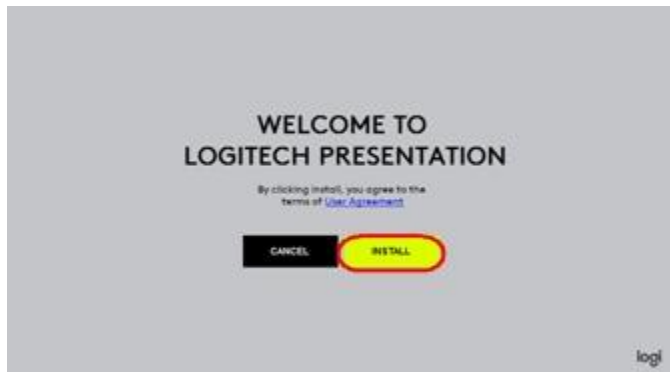 WELCOME TO
LOGITECH PRESENTATION
By clicking install, you agree to the
terms of User Agreement
CANCEL
INSTALL
logi